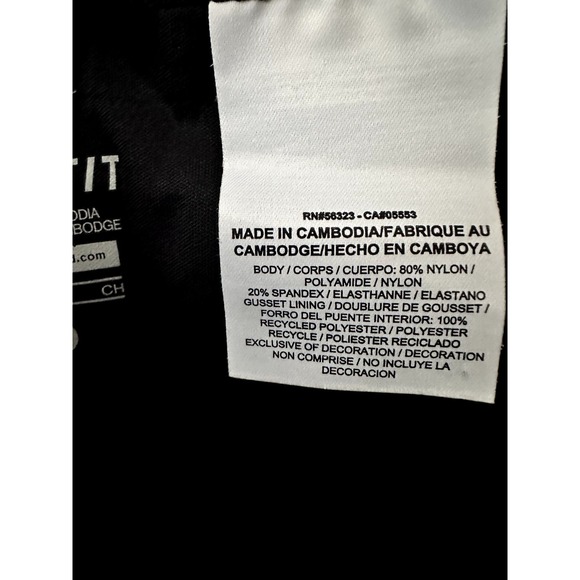 T/T
ODIA
BODGE
d.com
CH
RN#56323 - CA#05553
MADE IN CAMBODIA/FABRIQUE AU
CAMBODGE/HECHO EN CAMBOYA
BODY / CORPS / CUERPO: 80% NYLON /
POLYAMIDE / NYLON
20% SPANDEX / ELASTHANNE / ELASTANO
GUSSET LINING / DOUBLURE DE GOUSSET /
FORRO DEL PUENTE INTERIOR: 100%
RECYCLED POLYESTER / POLYESTER
RECYCLE / POLIESTER RECICLADO
EXCLUSIVE OF DECORATION / DECORATION
NON COMPRISE / NO INCLUYE LA
DECORACION